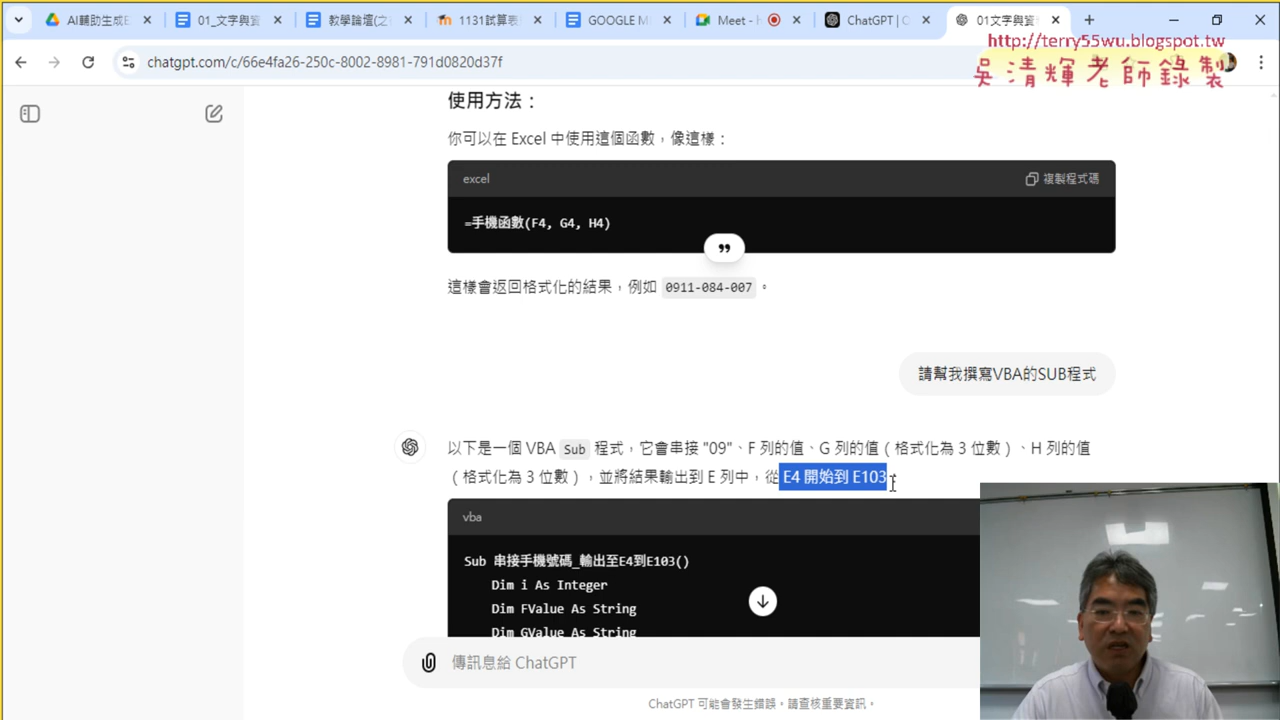 AI輔助生成E
01_文字與資
教學論壇(之
1131試算表
GOOGLE M
Meet -
ChatGPT | C
01文字與資
http://terry55wu.blogspot.tw
吳清輝老師錄製
chatgpt.com/c/66e4fa26-250c-8002-8981-791d0820d37f
使用方法：
你可以在 Excel 中使用這個函數，像這樣：
excel
複製程式碼
=手機函數(F4, G4, H4)
這樣會返回格式化的結果，例如 0911-084-007 。
請幫我撰寫VBA的SUB程式
以下是一個 VBA Sub 程式，它會串接 "09"、F 列的值、G 列的值（格式化為 3 位數）、H 列的值
（格式化為 3 位數），並將結果輸出到 E 列中，從 E4 開始到 E103
vba
Sub 串接手機號碼_輸出至E4到E103()
Dim i As Integer
Dim FValue As String
Dim GValue As String
傳訊息給 ChatGPT
ChatGPT 可能會發生錯誤。請查核重要資訊。